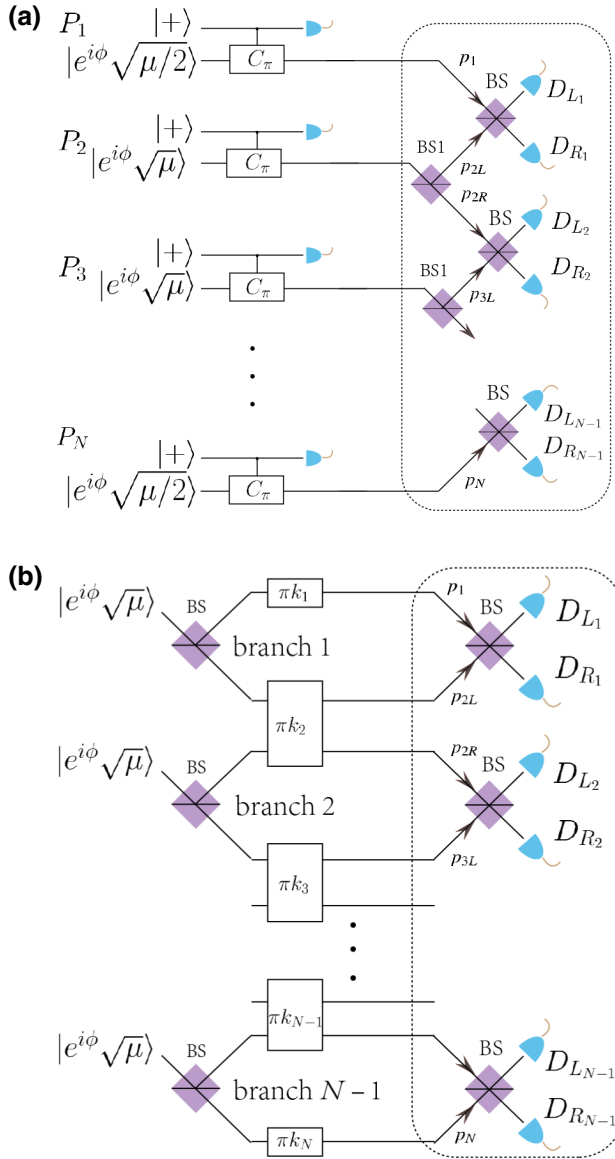 (a)
P₁ |+⟩
|e^{iϕ}√μ/2⟩ C_π p₁ BS D_{L₁}
D_{R₁}
P₂ |+⟩
|e^{iϕ}√μ⟩ C_π BS1 p_{2L}
p_{2R} BS D_{L₂}
D_{R₂}
P₃ |+⟩
|e^{iϕ}√μ⟩ C_π BS1 p_{3L}
P_N |+⟩
|e^{iϕ}√μ/2⟩ C_π p_N BS D_{L_{N-1}}
D_{R_{N-1}}
(b)
|e^{iϕ}√μ⟩ BS πk₁ p₁ BS D_{L₁}
branch 1
πk₂ p_{2L} D_{R₁}
|e^{iϕ}√μ⟩ BS p_{2R} BS D_{L₂}
branch 2
πk₃ p_{3L} D_{R₂}
πk_{N-1}
|e^{iϕ}√μ⟩ BS BS D_{L_{N-1}}
branch N – 1
πk_N p_N D_{R_{N-1}}